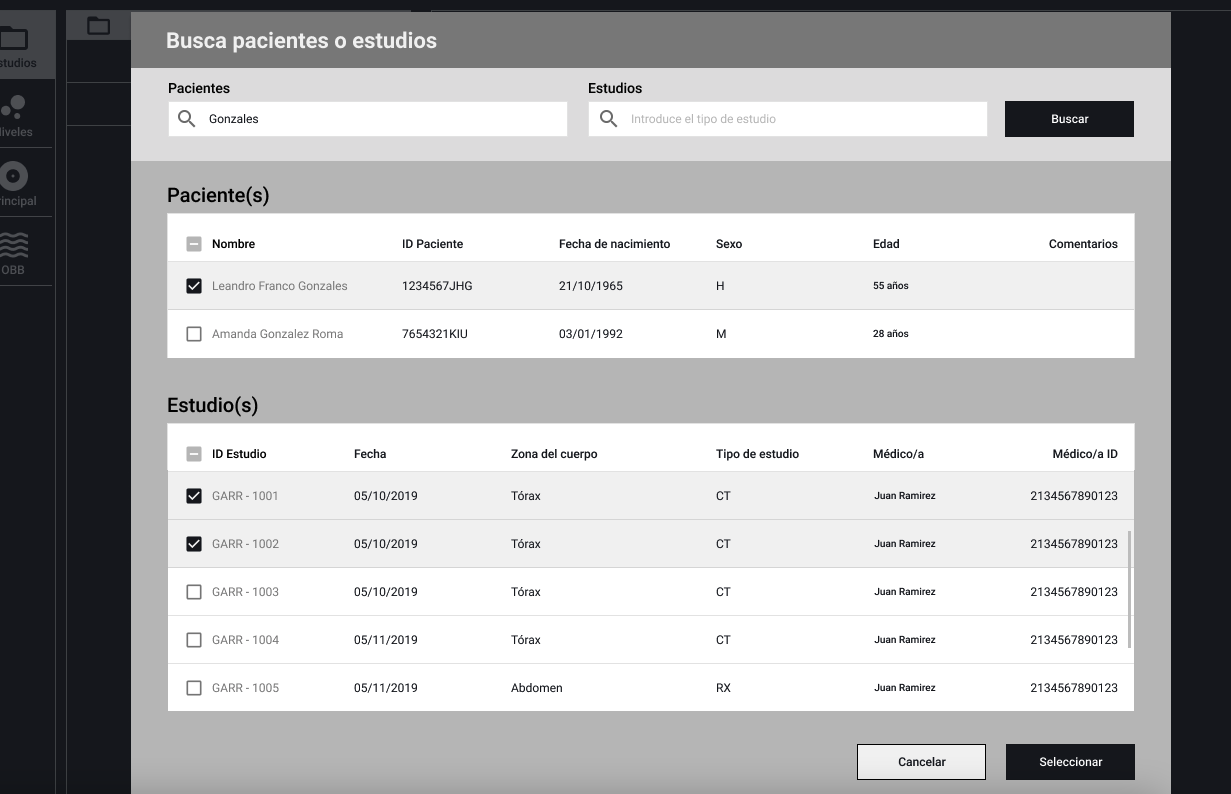 Busca pacientes o estudios
Pacientes Estudios
Gonzales Introduce el tipo de estudio Buscar
Paciente(s)
Nombre ID Paciente Fecha de nacimiento Sexo Edad Comentarios
Leandro Franco Gonzales 1234567JHG 21/10/1965 H 55 años
Amanda Gonzalez Roma 7654321KIU 03/01/1992 M 28 años
Estudio(s)
ID Estudio Fecha Zona del cuerpo Tipo de estudio Médico/a Médico/a ID
GARR - 1001 05/10/2019 Tórax CT Juan Ramirez 2134567890123
GARR - 1002 05/10/2019 Tórax CT Juan Ramirez 2134567890123
GARR - 1003 05/10/2019 Tórax CT Juan Ramirez 2134567890123
GARR - 1004 05/11/2019 Tórax CT Juan Ramirez 2134567890123
GARR - 1005 05/11/2019 Abdomen RX Juan Ramirez 2134567890123
Cancelar Seleccionar
tudios
iveles
incipal
OBB